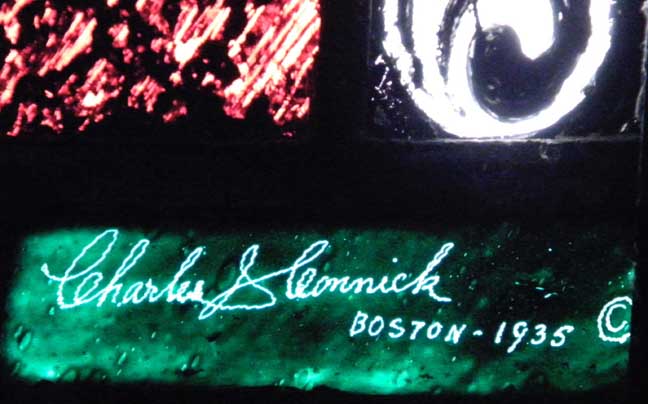 Charles J Connick
BOSTON - 1935 ©